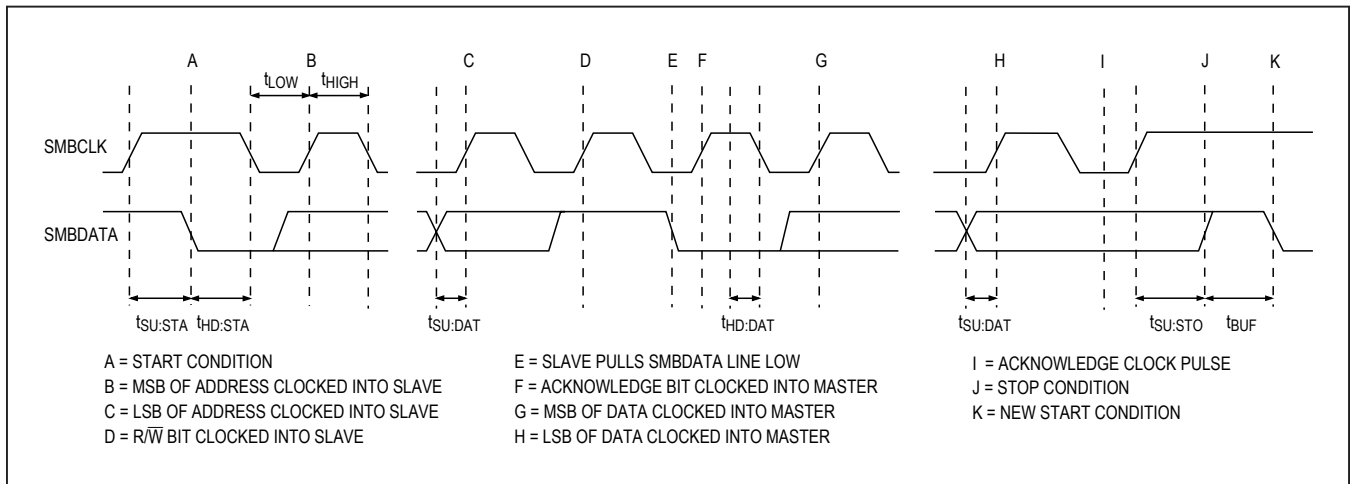 A B C D E F G H I J K
tLOW tHIGH
SMBCLK
SMBDATA
tSU:STA tHD:STA tSU:DAT tHD:DAT tSU:DAT tSU:STO tBUF
A = START CONDITION
B = MSB OF ADDRESS CLOCKED INTO SLAVE
C = LSB OF ADDRESS CLOCKED INTO SLAVE
D = R/W̅ BIT CLOCKED INTO SLAVE
E = SLAVE PULLS SMBDATA LINE LOW
F = ACKNOWLEDGE BIT CLOCKED INTO MASTER
G = MSB OF DATA CLOCKED INTO MASTER
H = LSB OF DATA CLOCKED INTO MASTER
I = ACKNOWLEDGE CLOCK PULSE
J = STOP CONDITION
K = NEW START CONDITION